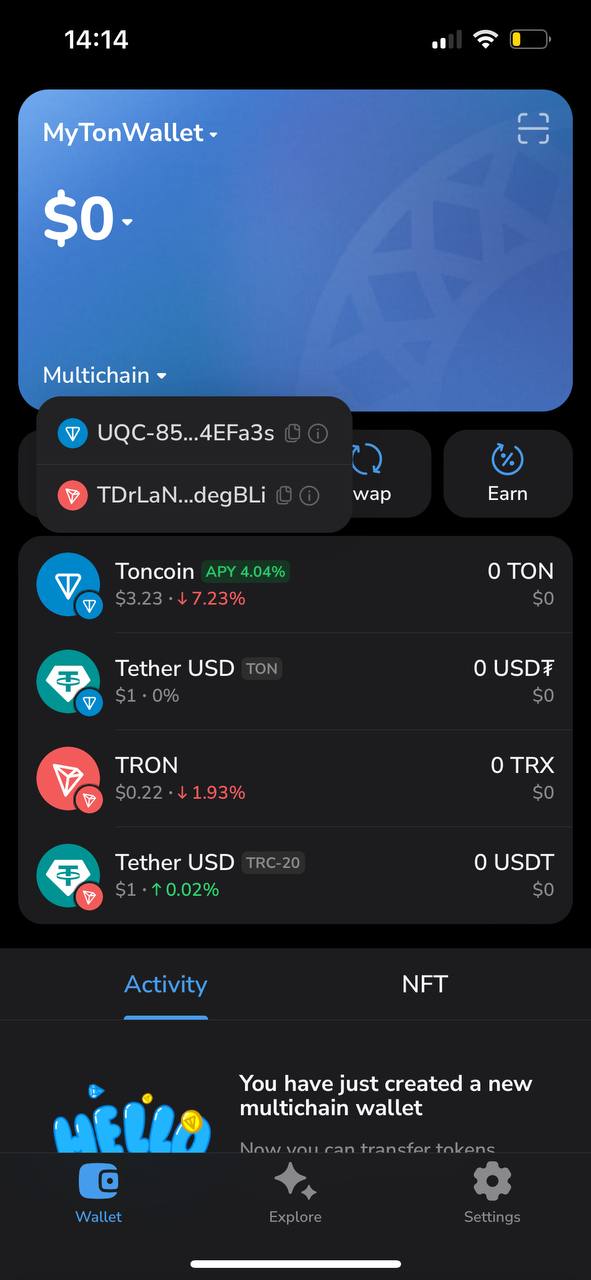 14:14
MyTonWallet
$0
Multichain
UQC-85...4EFa3s
TDrLaN...degBLi
wap
Earn
Toncoin APY 4.04%
0 TON
$3.23 · ↓ 7.23%
$0
Tether USD TON
0 USD₮
$1 · 0%
$0
TRON
0 TRX
$0.22 · ↓ 1.93%
$0
Tether USD TRC-20
0 USDT
$1 · ↑ 0.02%
$0
Activity
NFT
HELLO
You have just created a new
multichain wallet
Now you can transfer tokens
Wallet
Explore
Settings